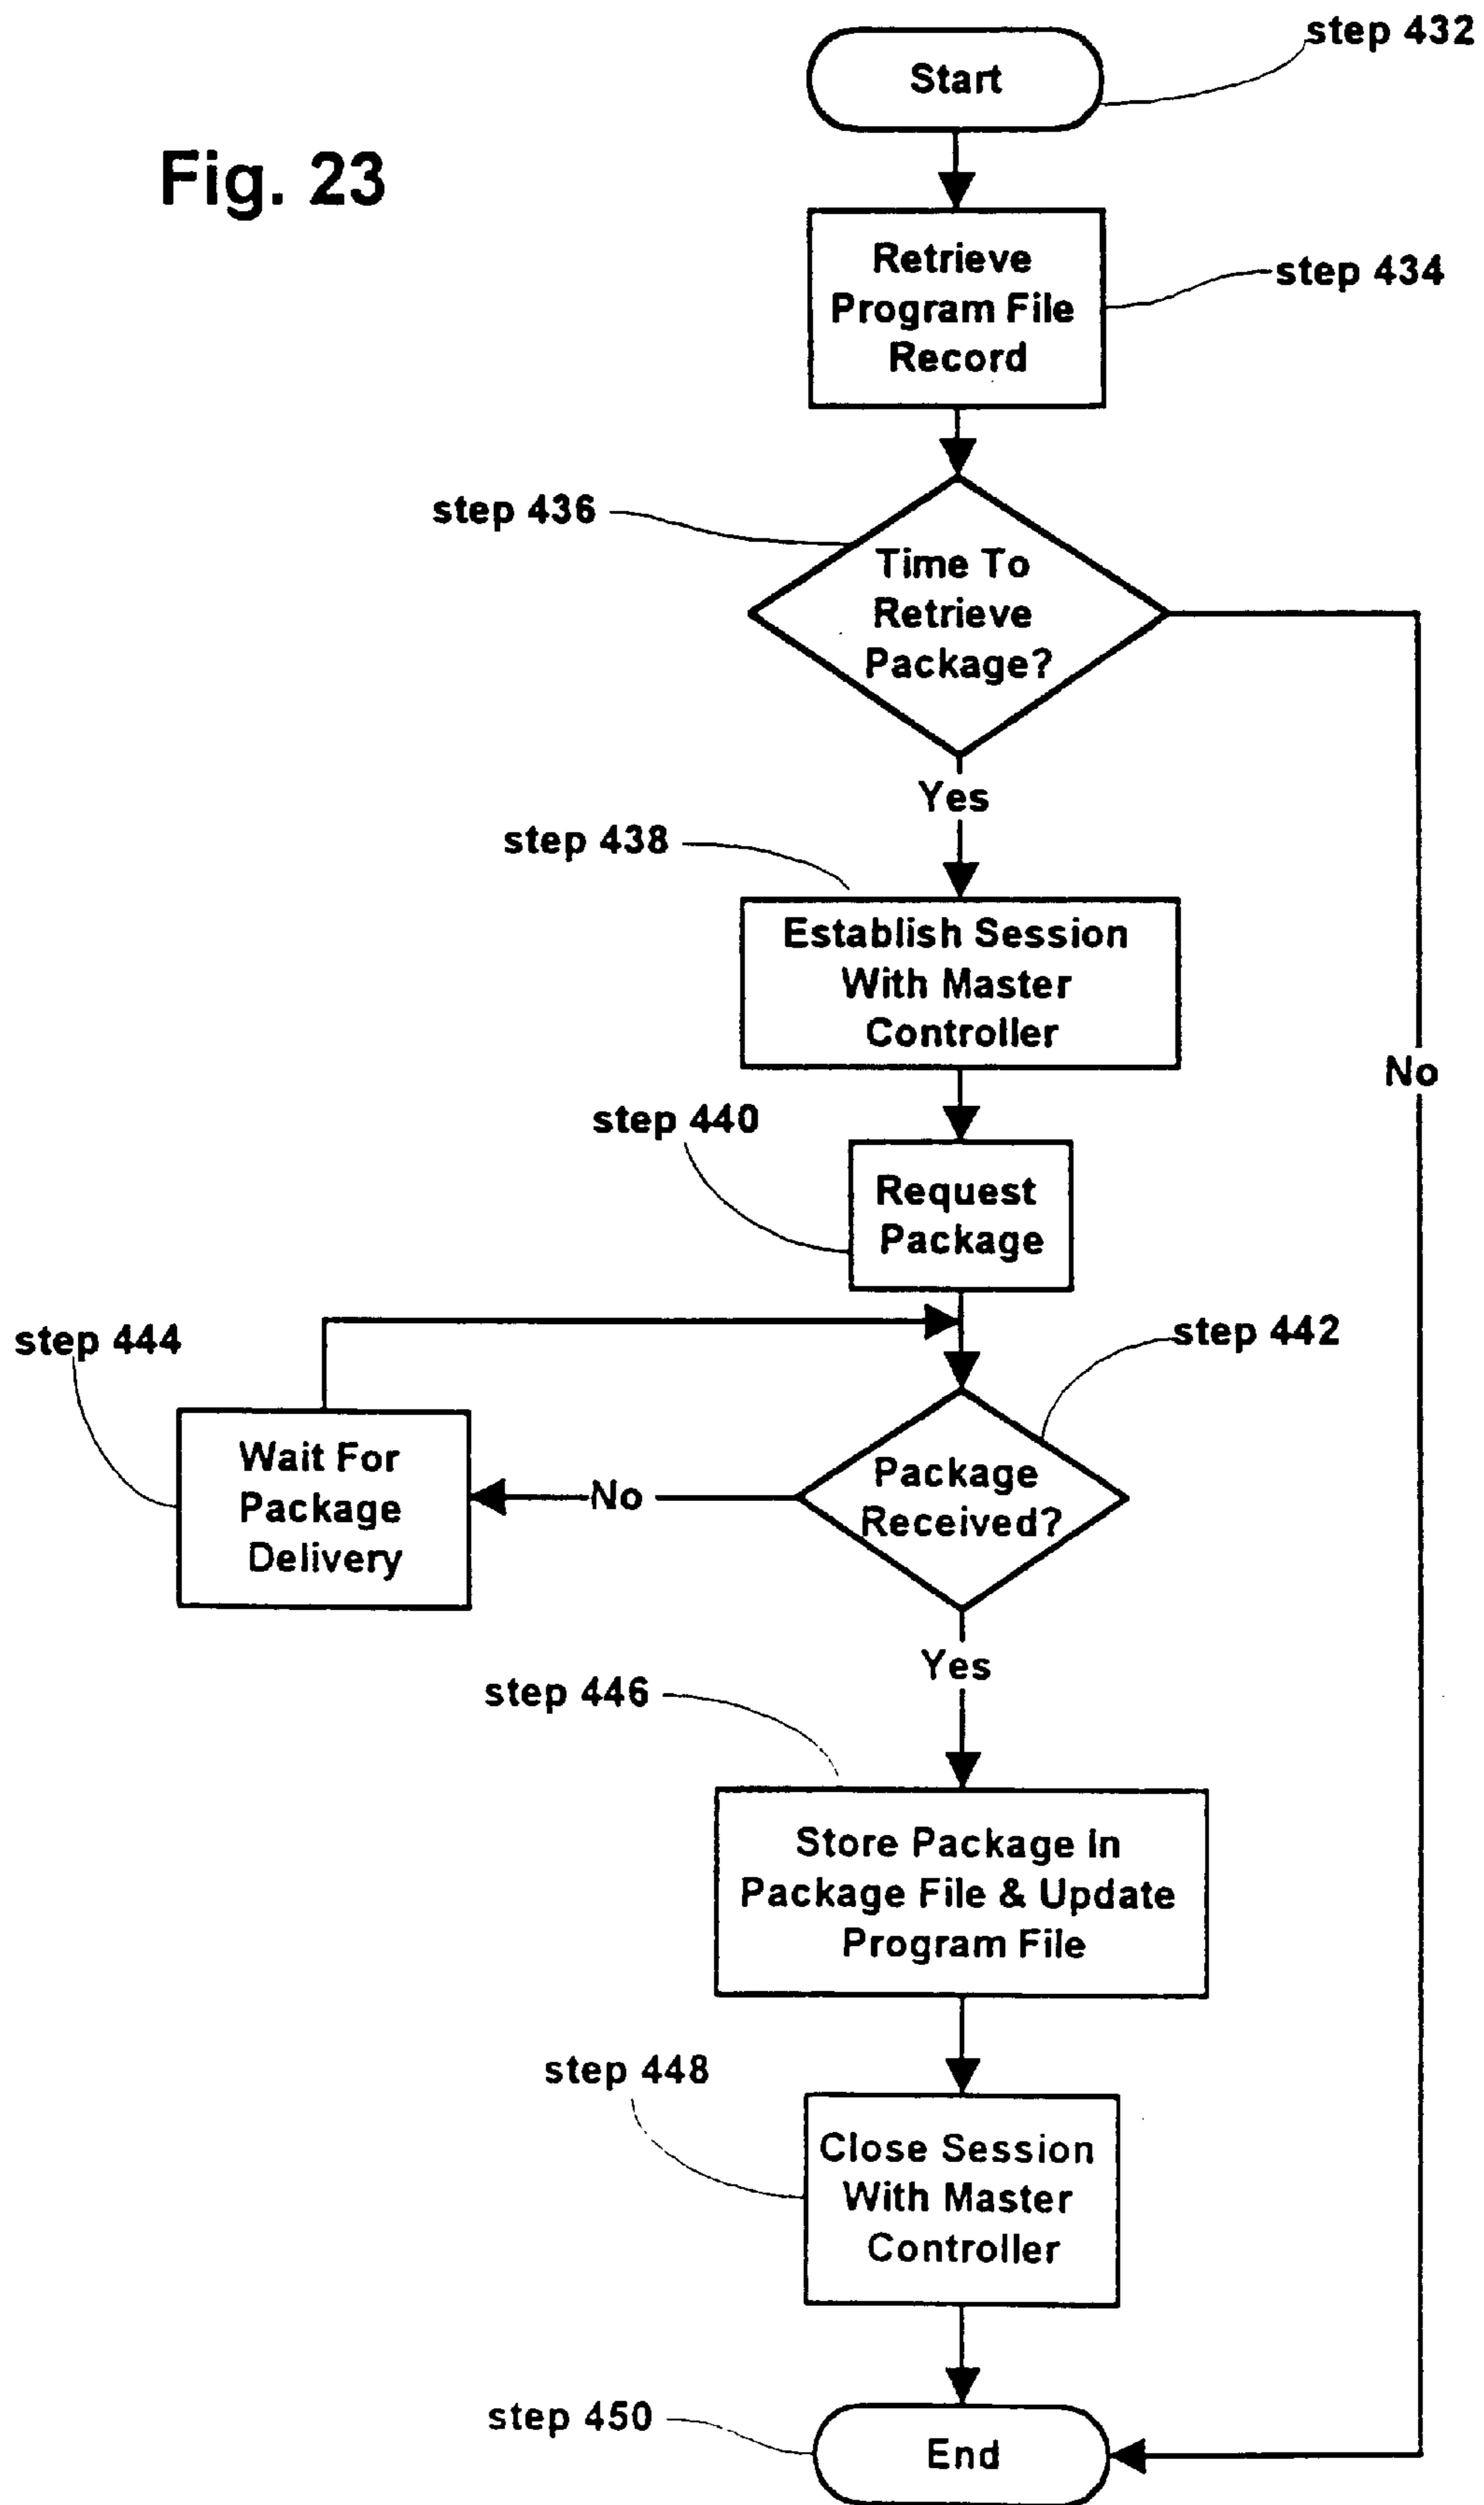 step 432
Start
Fig. 23
Retrieve
Program File
Record
step 434
step 436
Time To
Retrieve
Package?
Yes
step 438
Establish Session
With Master
Controller
No
step 440
Request
Package
step 444
step 442
Wait For
Package
Delivery
No
Package
Received?
Yes
step 446
Store Package In
Package File & Update
Program File
step 448
Close Session
With Master
Controller
step 450
End